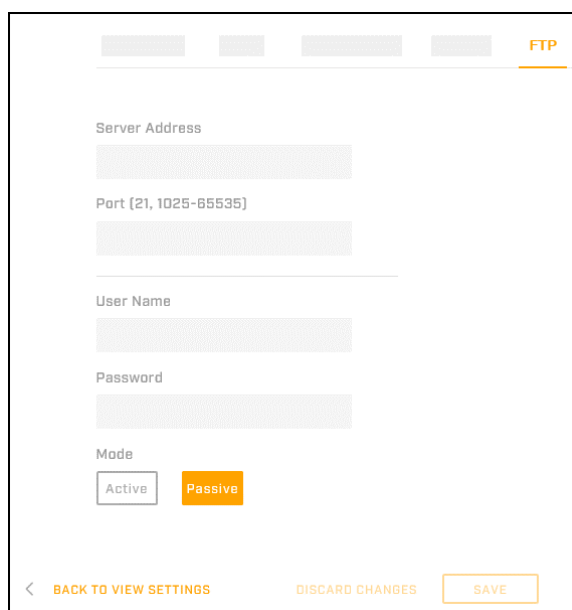 FTP
Server Address
Port (21, 1025-65535)
User Name
Password
Mode
Active Passive
BACK TO VIEW SETTINGS DISCARD CHANGES SAVE